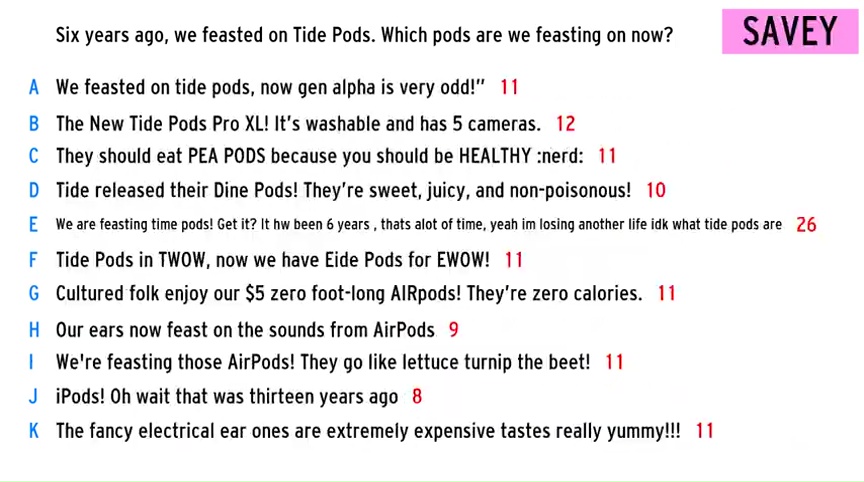 Six years ago, we feasted on Tide Pods. Which pods are we feasting on now?
SAVEY
A We feasted on tide pods, now gen alpha is very odd!" 11
B The New Tide Pods Pro XL! It's washable and has 5 cameras. 12
C They should eat PEA PODS because you should be HEALTHY :nerd: 11
D Tide released their Dine Pods! They're sweet, juicy, and non-poisonous! 10
E We are feasting time pods! Get it? It hw been 6 years , thats alot of time, yeah im losing another life idk what tide pods are 26
F Tide Pods in TWOW, now we have Eide Pods for EWOW! 11
G Cultured folk enjoy our $5 zero foot-long AIRpods! They're zero calories. 11
H Our ears now feast on the sounds from AirPods 9
I We're feasting those AirPods! They go like lettuce turnip the beet! 11
J iPods! Oh wait that was thirteen years ago 8
K The fancy electrical ear ones are extremely expensive tastes really yummy!!! 11